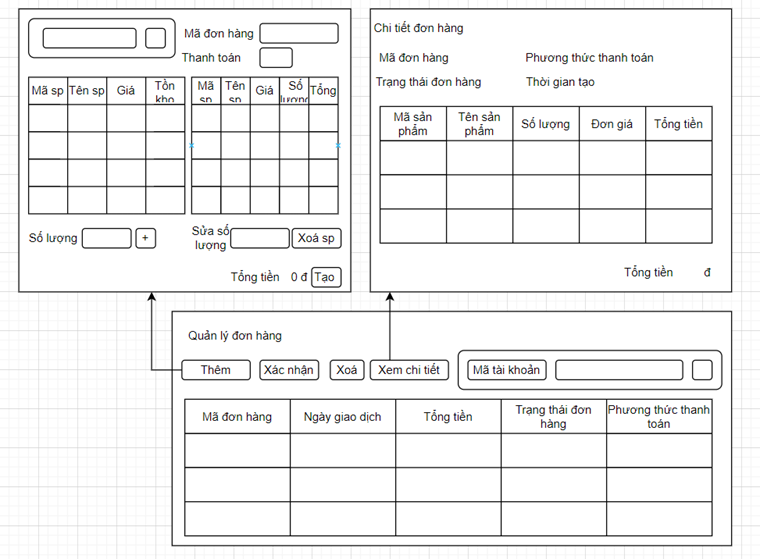 Mã đơn hàng
Thanh toán
Mã sp Tên sp Giá Tồn kho
Mã sp Tên sp Giá Số lượng Tổng
Số lượng +
Sửa số lượng Xoá sp
Tổng tiền 0 đ Tạo
Chi tiết đơn hàng
Mã đơn hàng Phương thức thanh toán
Trạng thái đơn hàng Thời gian tạo
Mã sản phẩm Tên sản phẩm Số lượng Đơn giá Tổng tiền
Tổng tiền đ
Quản lý đơn hàng
Thêm Xác nhận Xoá Xem chi tiết Mã tài khoản
Mã đơn hàng Ngày giao dịch Tổng tiền Trạng thái đơn hàng Phương thức thanh toán